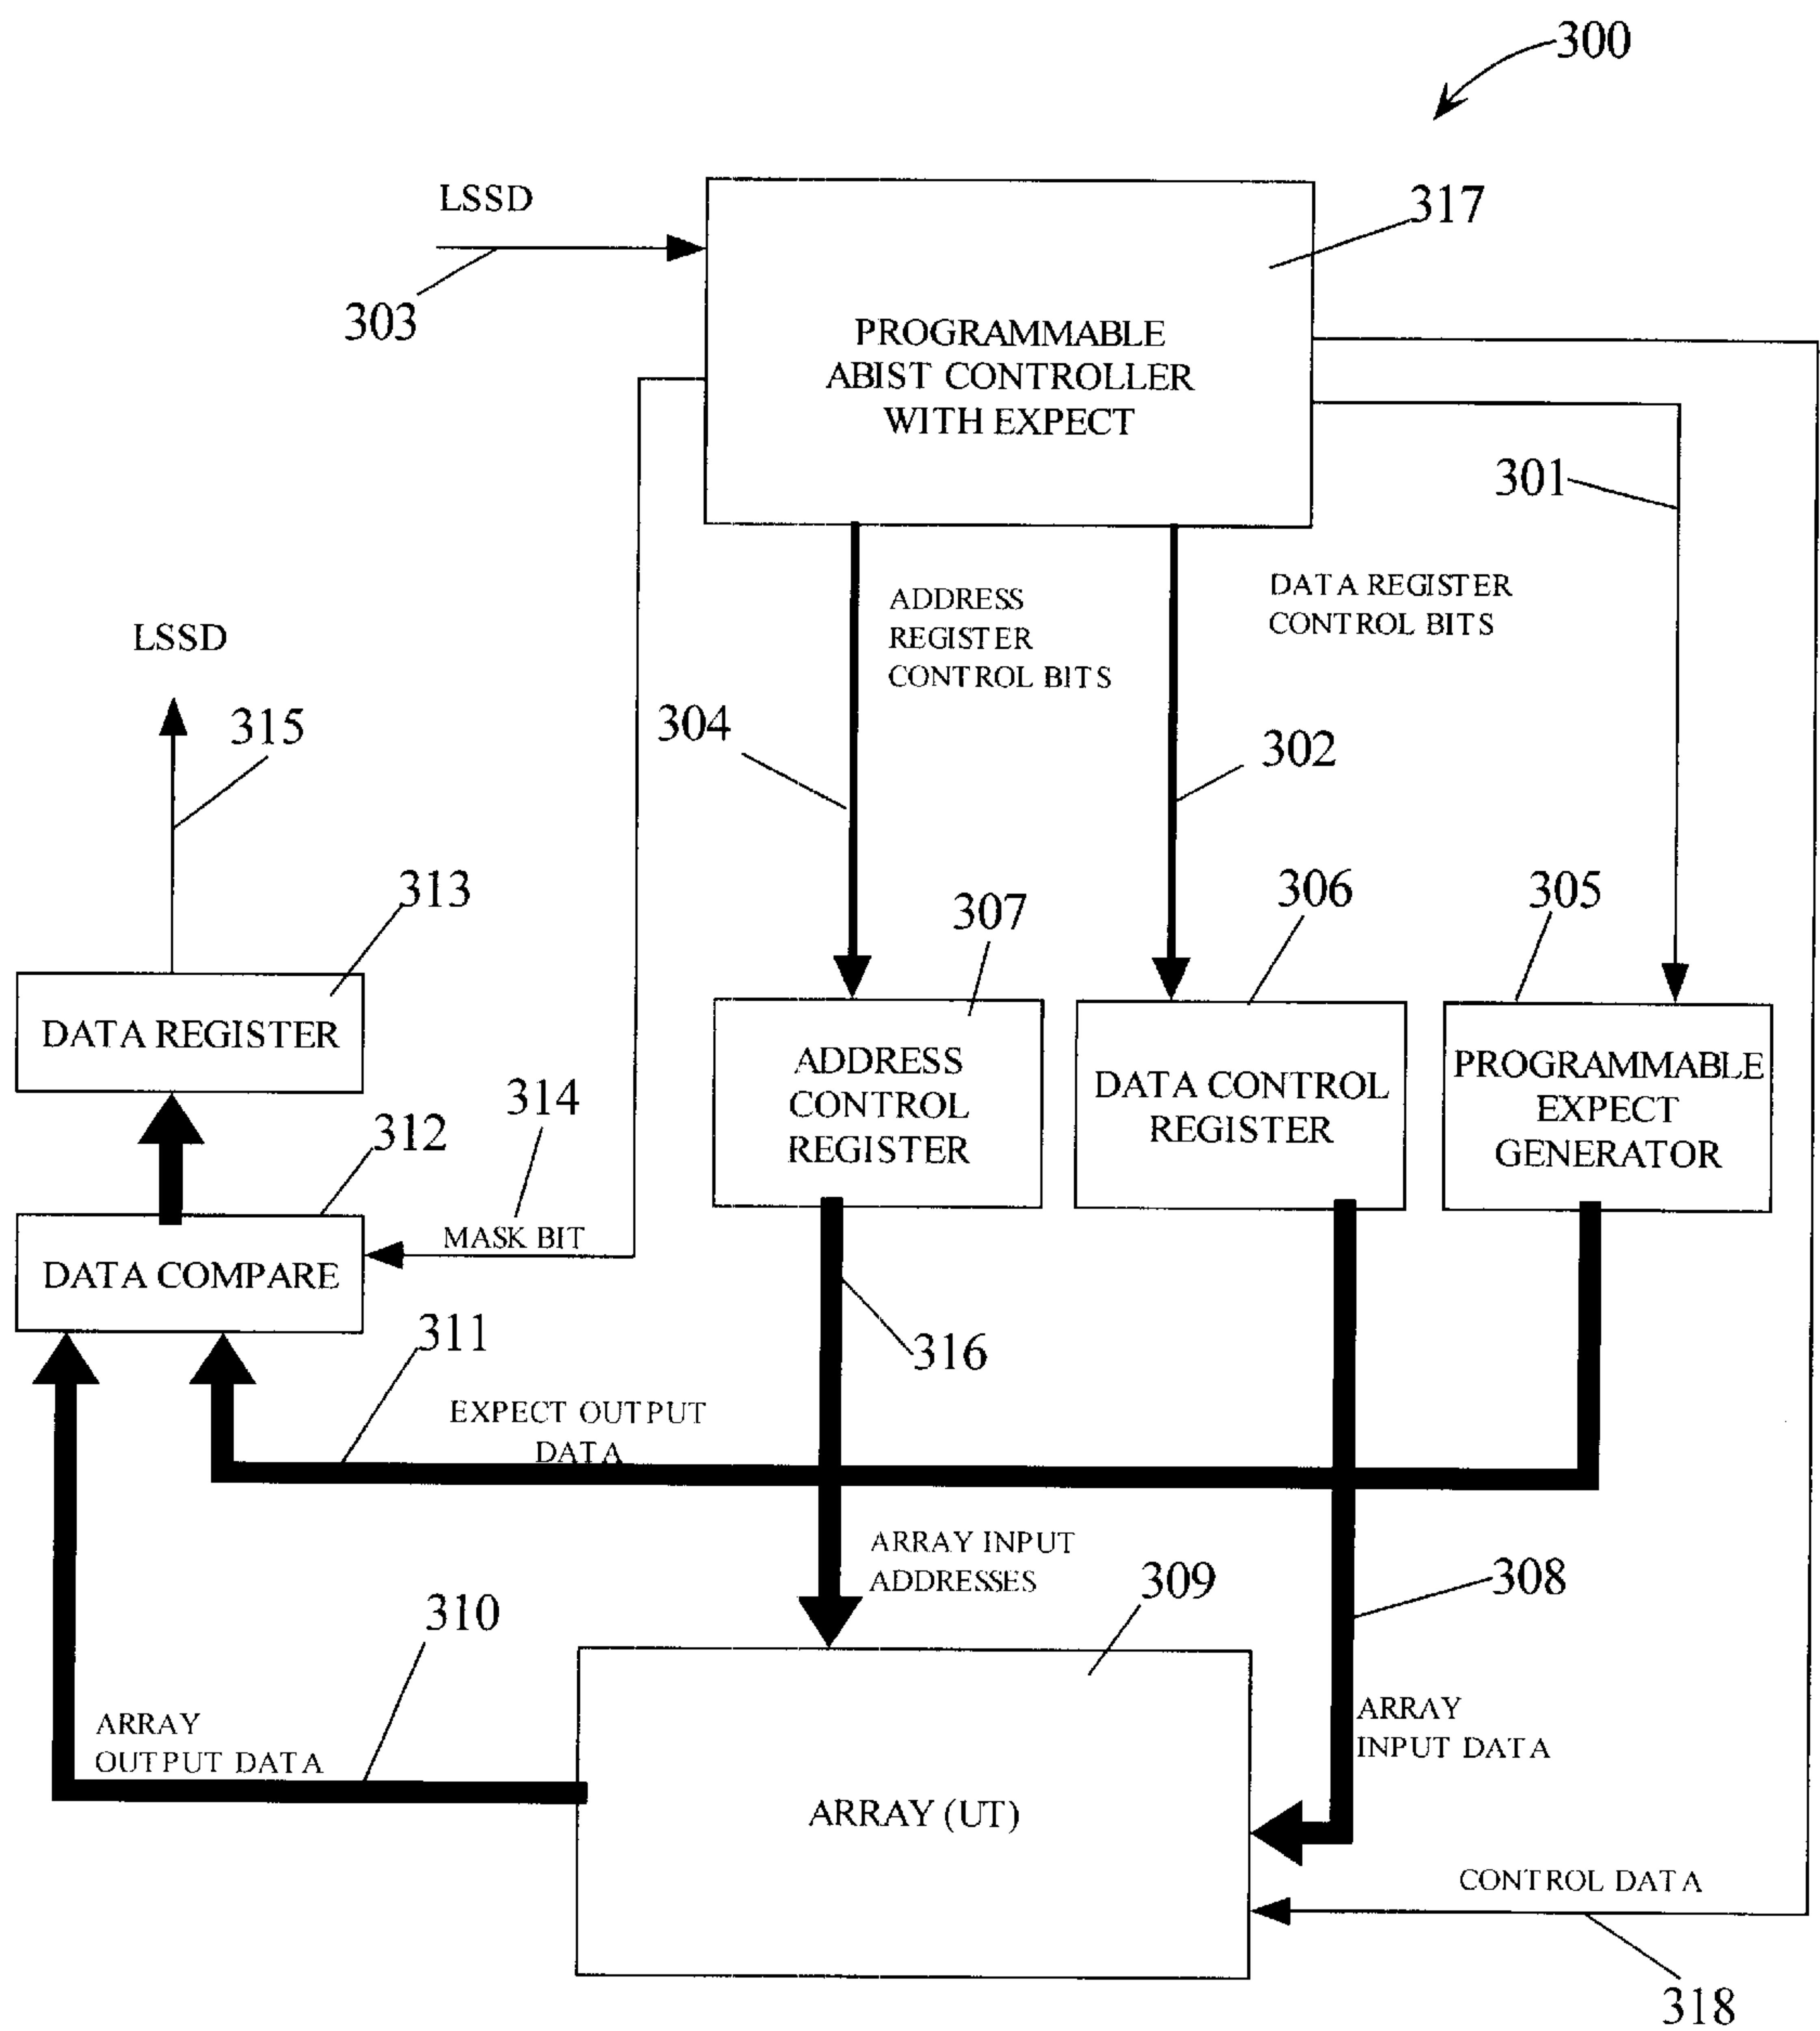 300
LSSD
317
303
PROGRAMMABLE
ABIST CONTROLLER
WITH EXPECT
301
ADDRESS
REGISTER
CONTROL BITS
DATA REGISTER
CONTROL BITS
LSSD
315
304
302
313
307
306
305
DATA REGISTER
ADDRESS
CONTROL
REGISTER
DATA CONTROL
REGISTER
PROGRAMMABLE
EXPECT
GENERATOR
314
312
MASK BIT
DATA COMPARE
311
316
EXPECT OUTPUT
DATA
ARRAY INPUT
ADDRESSES
309
308
310
ARRAY
OUTPUT DATA
ARRAY
INPUT DATA
ARRAY (UT)
CONTROL DATA
318